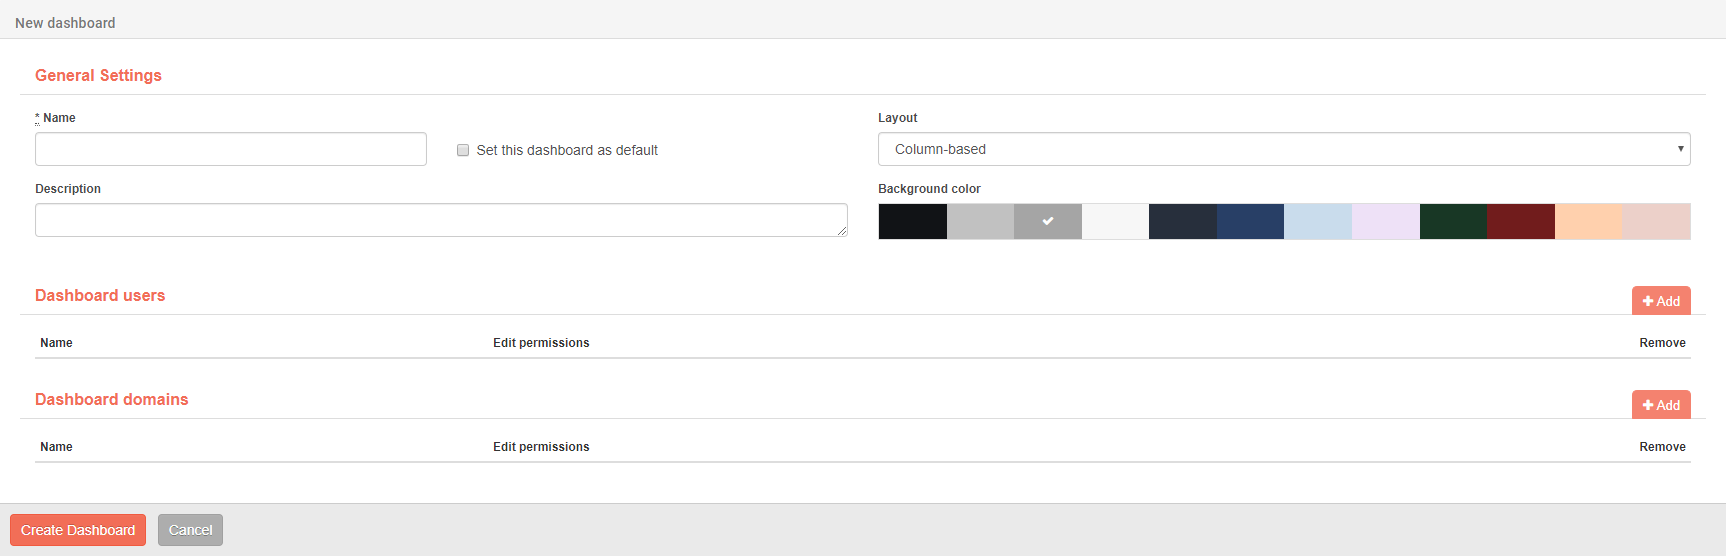 New dashboard
General Settings
* Name
Set this dashboard as default
Layout
Column-based
Description
Background color
Dashboard users
Add
Name Edit permissions Remove
Dashboard domains
Add
Name Edit permissions Remove
Create Dashboard Cancel